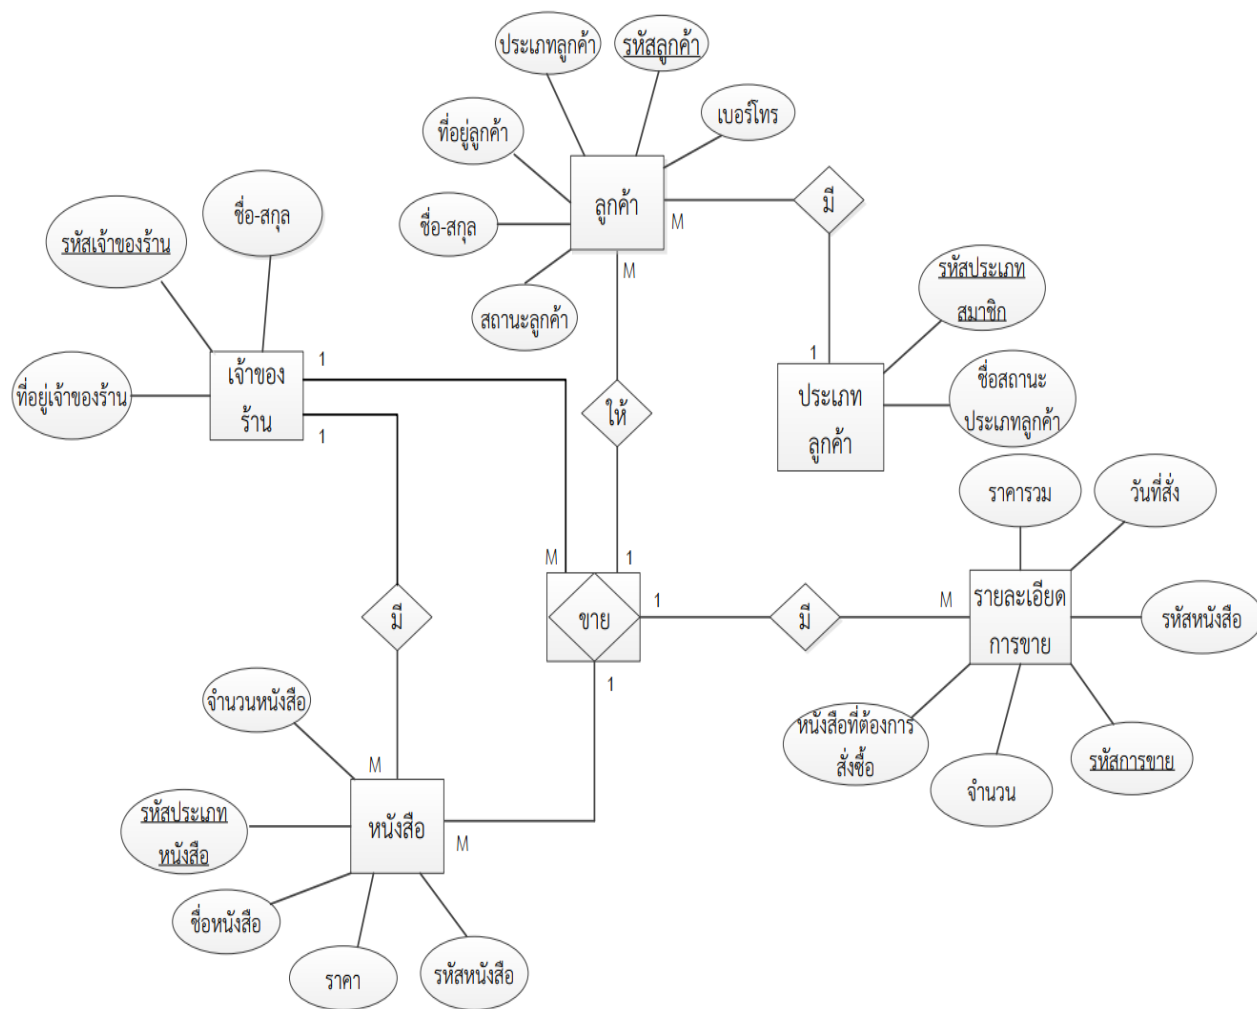 ประเภทลูกค้า
รหัสลูกค้า
เบอร์โทร
ที่อยู่ลูกค้า
ลูกค้า
มี
ชื่อ-สกุล
M
M
สถานะลูกค้า
ชื่อ-สกุล
รหัสเจ้าของร้าน
ที่อยู่เจ้าของร้าน
เจ้าของ
ร้าน
1
1
รหัสประเภท
สมาชิก
1
ประเภท
ลูกค้า
ชื่อสถานะ
ประเภทลูกค้า
ให้
ราคารวม
วันที่สั่ง
M
1
ขาย
1
มี
M
รายละเอียด
การขาย
รหัสหนังสือ
มี
1
จำนวนหนังสือ
หนังสือที่ต้องการ
สั่งซื้อ
จำนวน
รหัสการขาย
M
รหัสประเภท
หนังสือ
หนังสือ
M
ชื่อหนังสือ
ราคา
รหัสหนังสือ